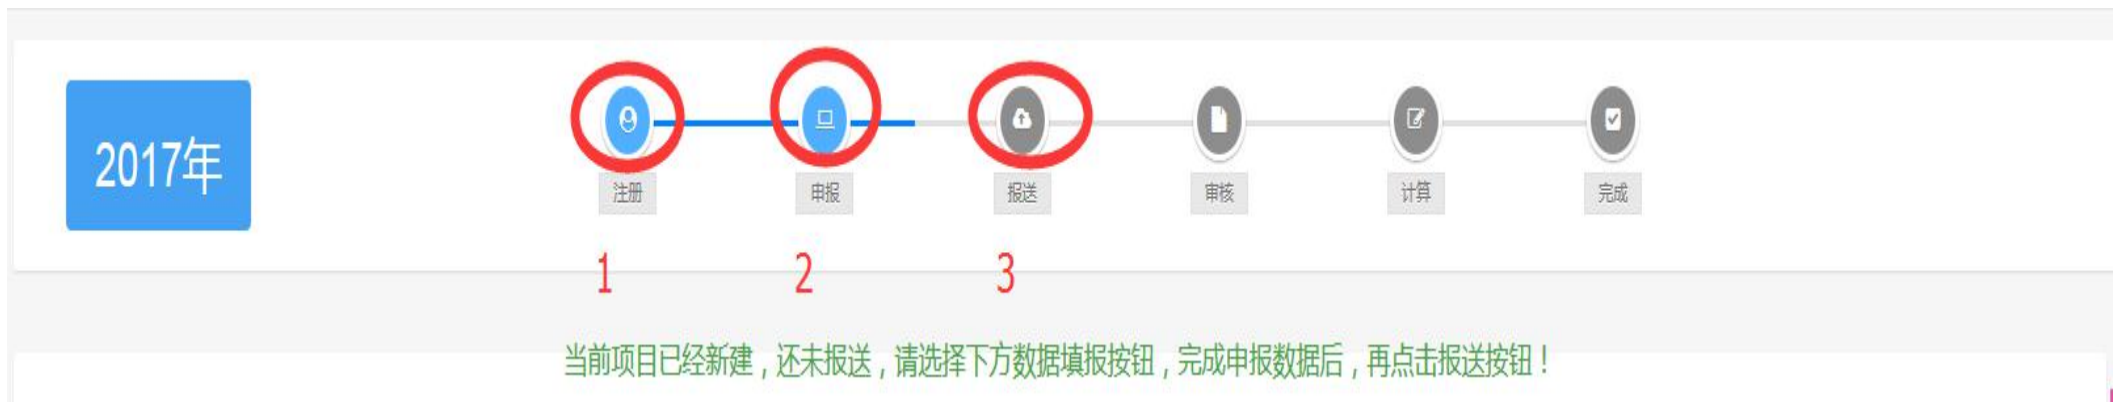 2017年
注册
申报
报送
审核
计算
完成
1
2
3
当前项目已经新建，还未报送，请选择下方数据填报按钮，完成申报数据后，再点击报送按钮！